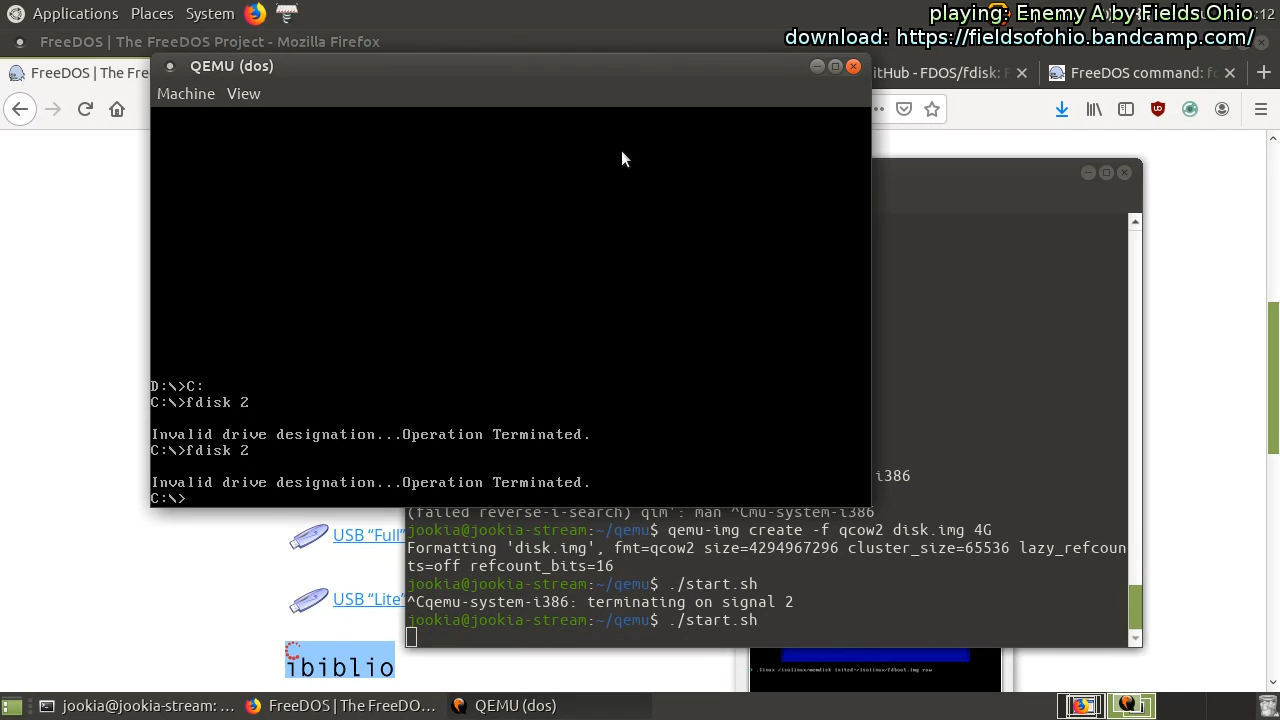 Applications Places System
playing: Enemy A by Fields Ohio
:12
download: https://fieldsofohio.bandcamp.com/
FreeDOS | The FreeDOS Project - Mozilla Firefox
FreeDOS | The Fre
QEMU (dos)
itHub - FDOS/fdisk: F
FreeDOS command: fo
Machine View
D:\>C:
C:\>fdisk 2
Invalid drive designation...Operation Terminated.
C:\>fdisk 2
Invalid drive designation...Operation Terminated.
C:\>
i386
(failed reverse-i-search)`qim': man ^Cmu-system-i386
jookia@jookia-stream:~/qemu$ qemu-img create -f qcow2 disk.img 4G
Formatting 'disk.img', fmt=qcow2 size=4294967296 cluster_size=65536 lazy_refcoun
ts=off refcount_bits=16
jookia@jookia-stream:~/qemu$ ./start.sh
^Cqemu-system-i386: terminating on signal 2
jookia@jookia-stream:~/qemu$ ./start.sh
USB “Full”
USB “Lite”
ibiblio
jookia@jookia-stream: ...
FreeDOS | The FreeDO...
QEMU (dos)